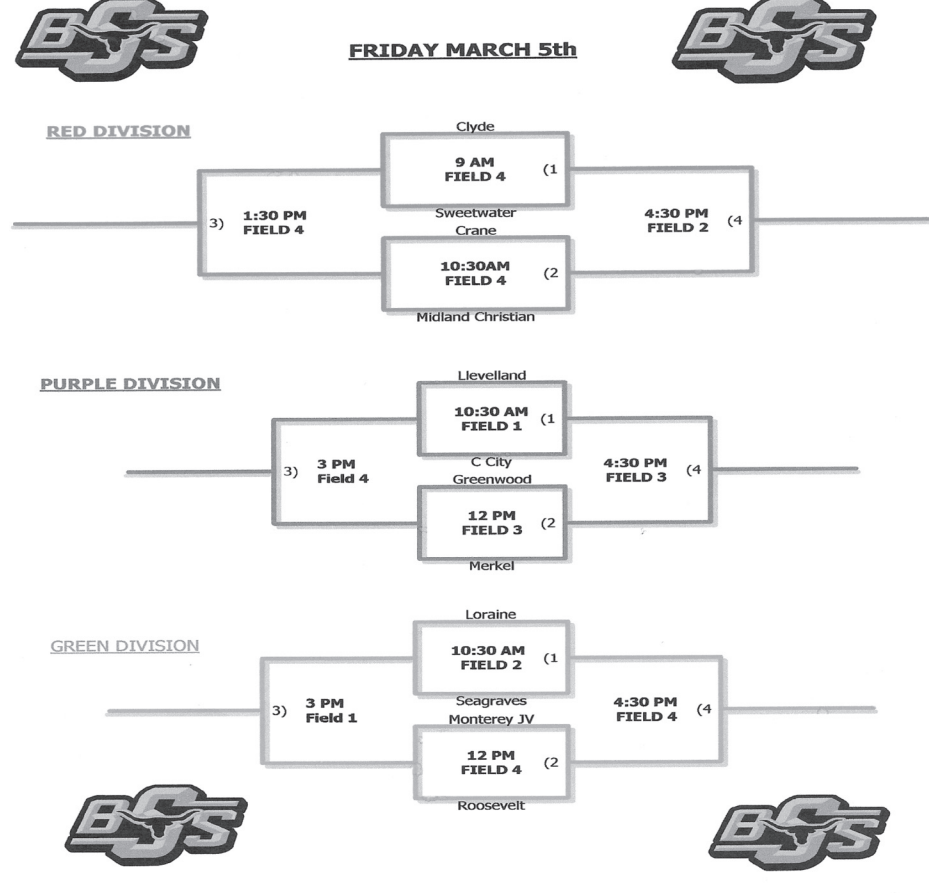 BSS
BSS
FRIDAY MARCH 5th
RED DIVISION
Clyde
9 AM
FIELD 4
(1
Sweetwater
Crane
10:30AM
FIELD 4
(2
Midland Christian
3)
1:30 PM
FIELD 4
4:30 PM
FIELD 2
(4
PURPLE DIVISION
Llevelland
10:30 AM
FIELD 1
(1
C City
Greenwood
12 PM
FIELD 3
(2
Merkel
3)
3 PM
Field 4
4:30 PM
FIELD 3
(4
GREEN DIVISION
Loraine
10:30 AM
FIELD 2
(1
Seagraves
Monterey JV
12 PM
FIELD 4
(2
Roosevelt
3)
3 PM
Field 1
4:30 PM
FIELD 4
(4
BSS
BSS